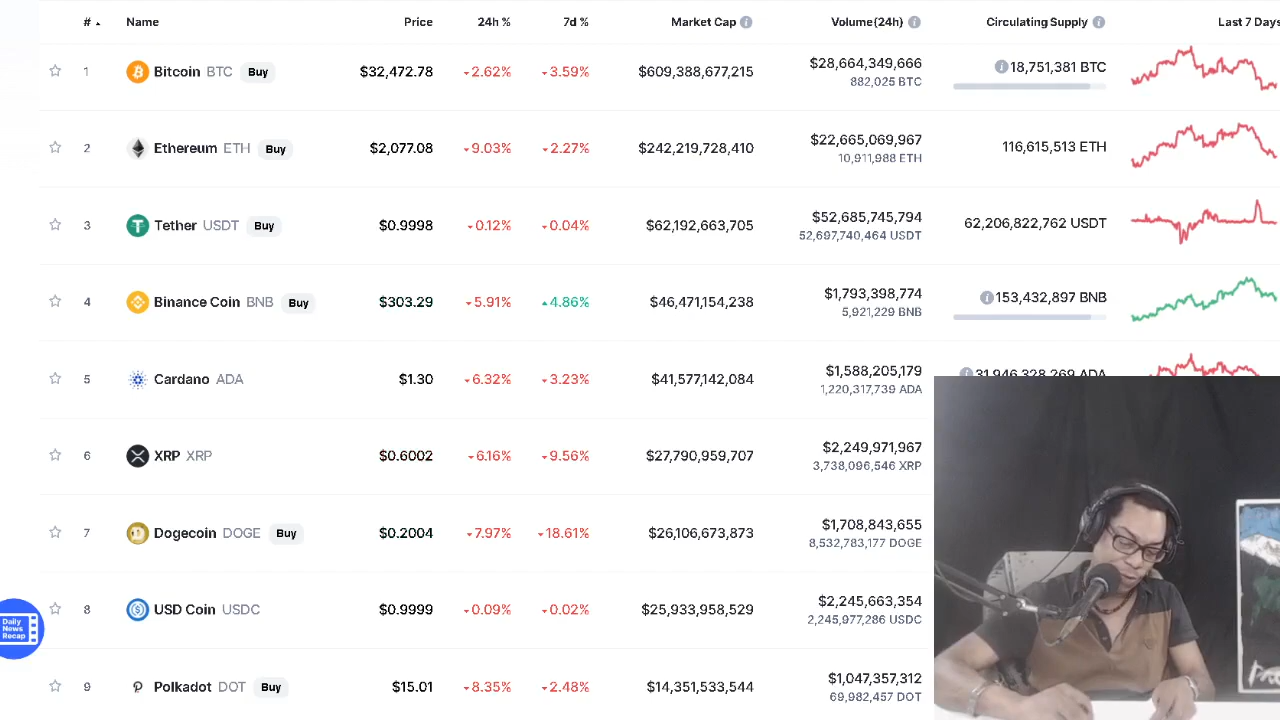 # Name Price 24h % 7d % Market Cap Volume(24h) Circulating Supply Last 7 Days
1 Bitcoin BTC Buy $32,472.78 2.62% 3.59% $609,388,677,215 $28,664,349,666 18,751,381 BTC
882,025 BTC
2 Ethereum ETH Buy $2,077.08 9.03% 2.27% $242,219,728,410 $22,665,069,967 116,615,513 ETH
10,911,988 ETH
3 Tether USDT Buy $0.9998 0.12% 0.04% $62,192,663,705 $52,685,745,794 62,206,822,762 USDT
52,697,740,464 USDT
4 Binance Coin BNB Buy $303.29 5.91% 4.86% $46,471,154,238 $1,793,398,774 153,432,897 BNB
5,921,229 BNB
5 Cardano ADA $1.30 6.32% 3.23% $41,577,142,084 $1,588,205,179 31,946,328,269 ADA
1,220,317,739 ADA
6 XRP XRP $0.6002 6.16% 9.56% $27,790,959,707 $2,249,971,967
3,738,096,546 XRP
7 Dogecoin DOGE Buy $0.2004 7.97% 18.61% $26,106,673,873 $1,708,843,655
8,532,783,177 DOGE
8 USD Coin USDC $0.9999 0.09% 0.02% $25,933,958,529 $2,245,663,354
2,245,977,286 USDC
Daily
News
Recap
9 Polkadot DOT Buy $15.01 8.35% 2.48% $14,351,533,544 $1,047,357,312
69,982,457 DOT